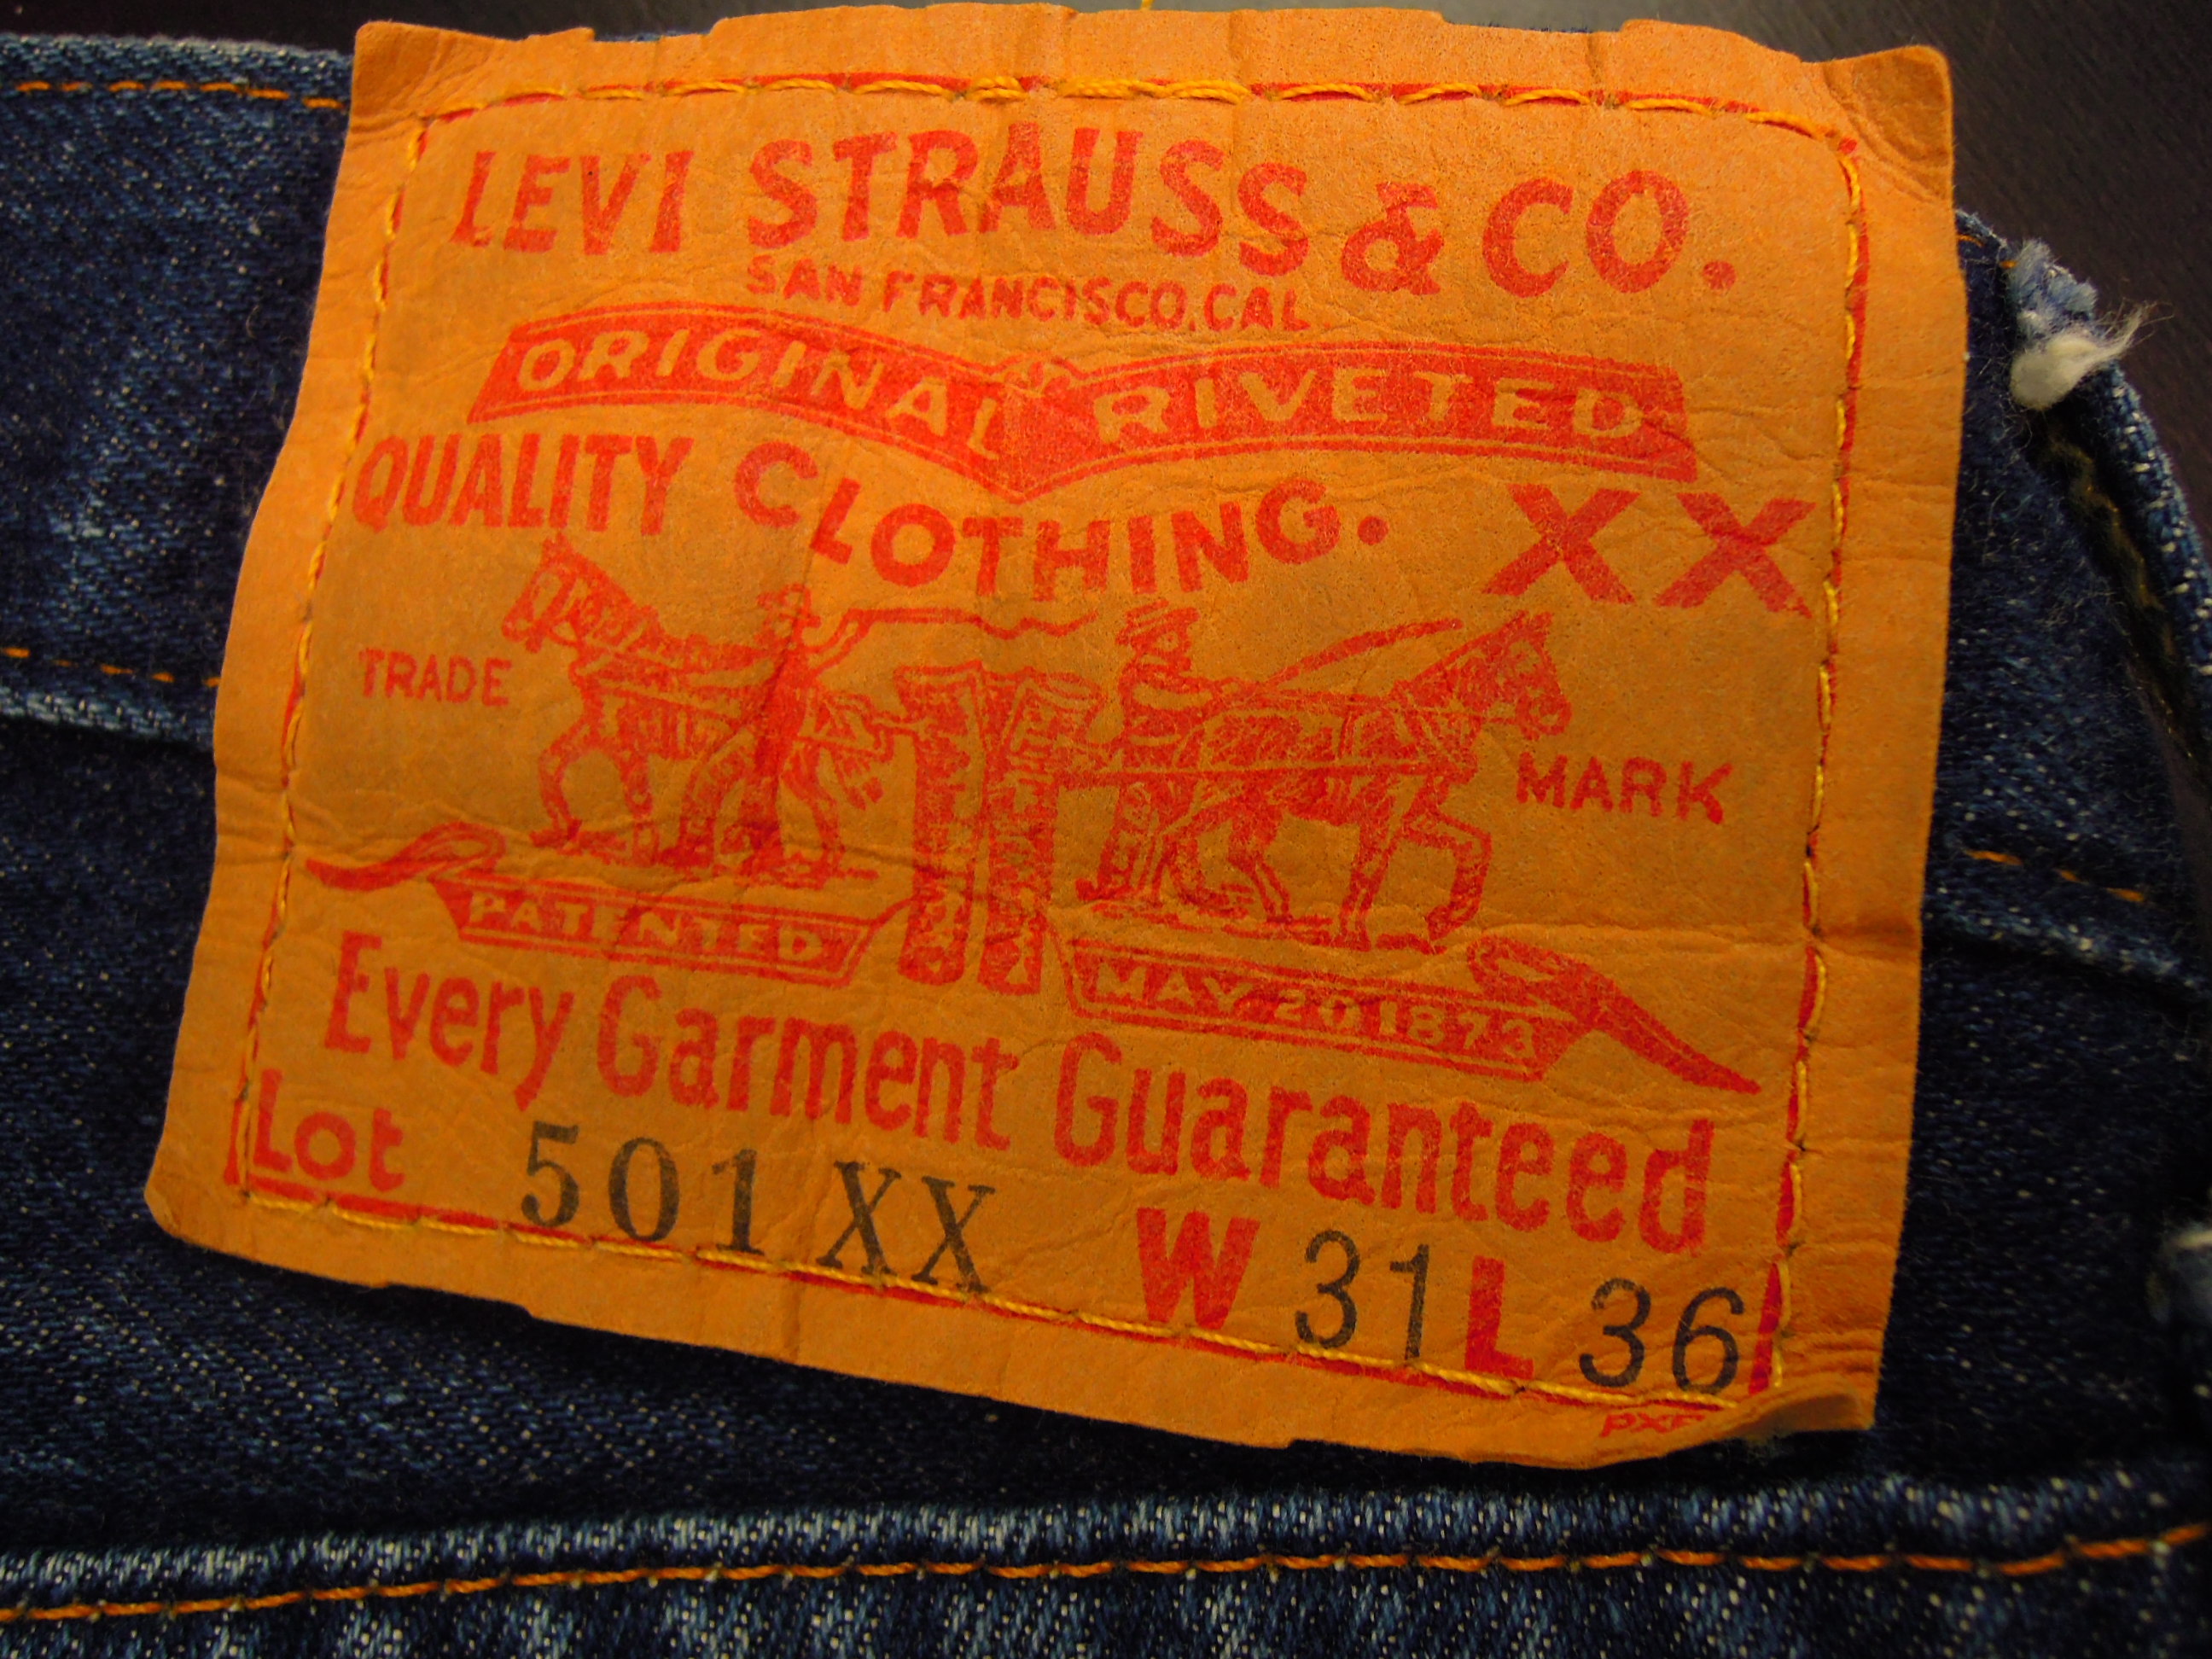 LEVI STRAUSS & CO.
SAN FRANCISCO, CAL.
ORIGINAL RIVETED
QUALITY CLOTHING. XX
TRADE MARK
PATENTED MAY 20 1873
Every Garment Guaranteed
Lot 501 XX W 31 L 36